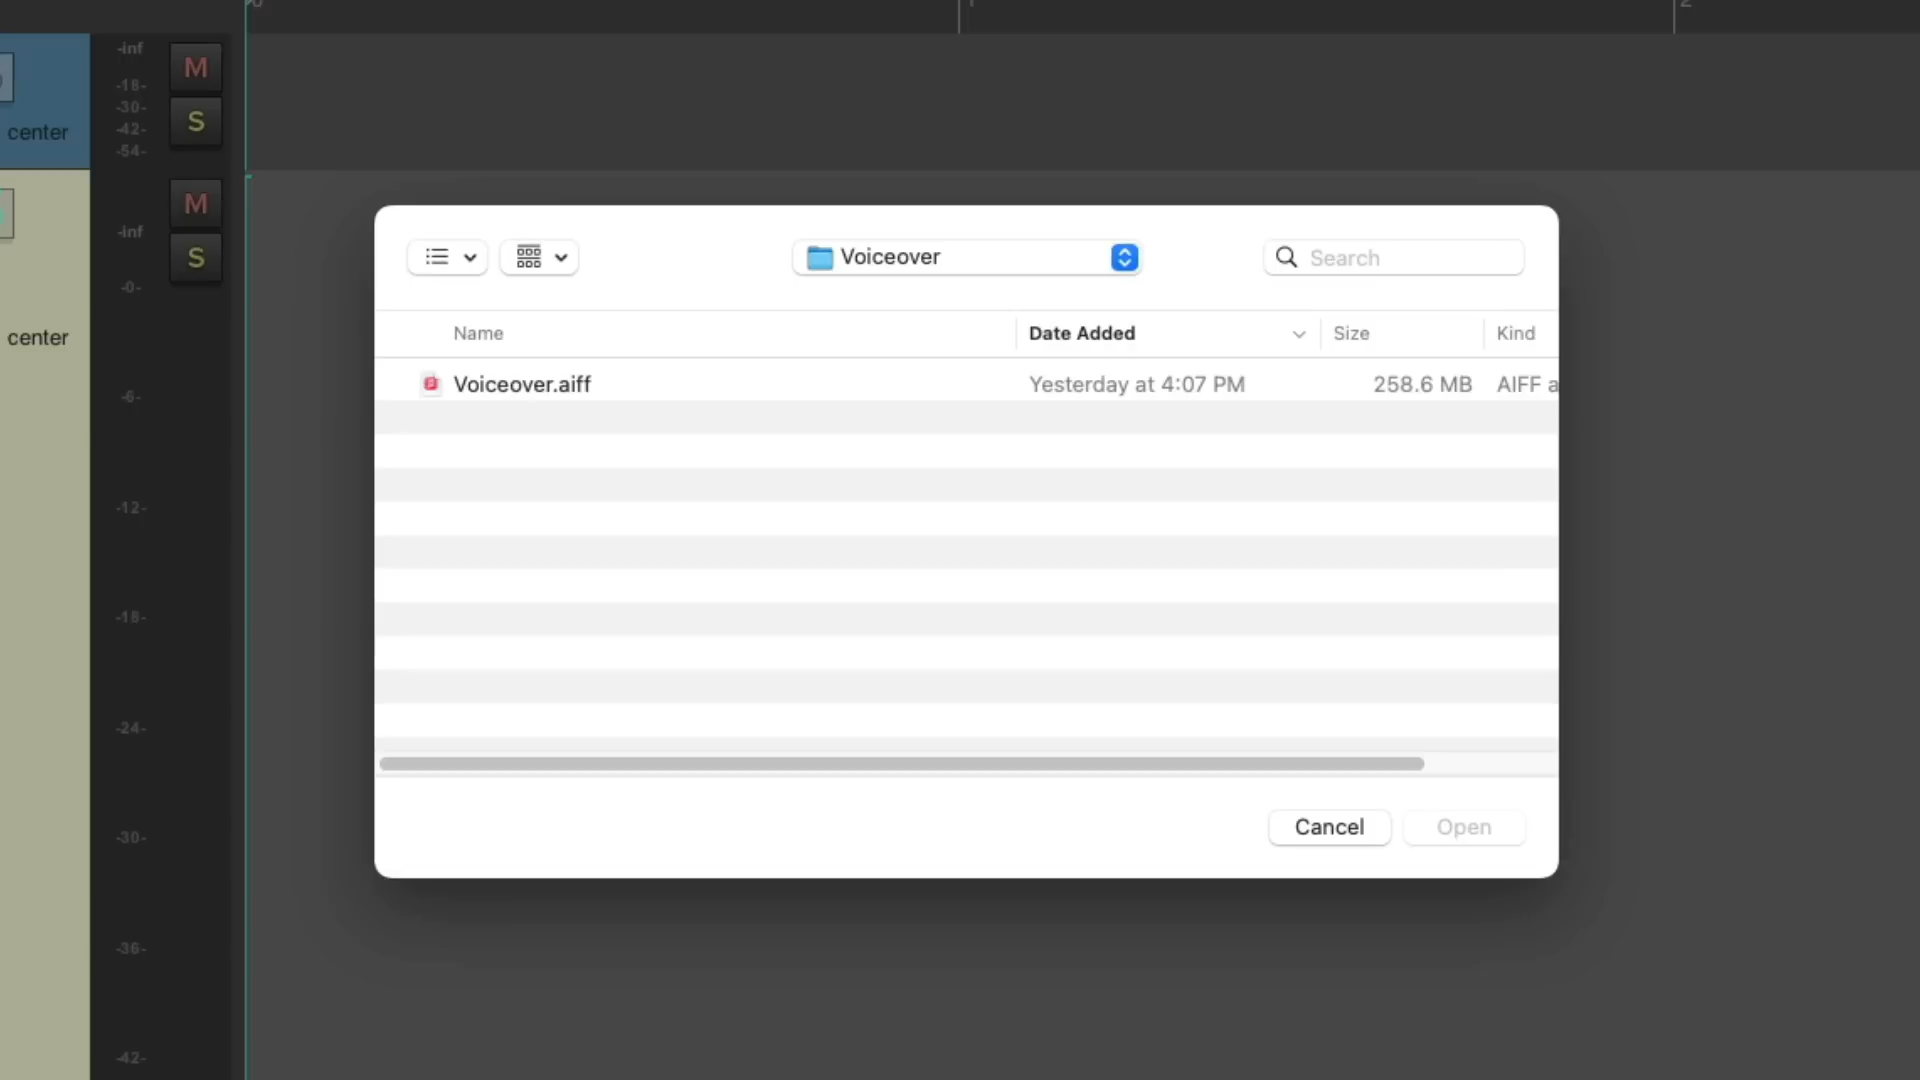 2
-inf
M
-18-
-30-
S
-42-
center
-54-
M
-inf
S
-0-
center
-6-
-12-
-18-
-24-
-30-
-36-
-42-
Voiceover
Search
Name Date Added Size Kind
Voiceover.aiff Yesterday at 4:07 PM 258.6 MB AIFF a
Cancel Open